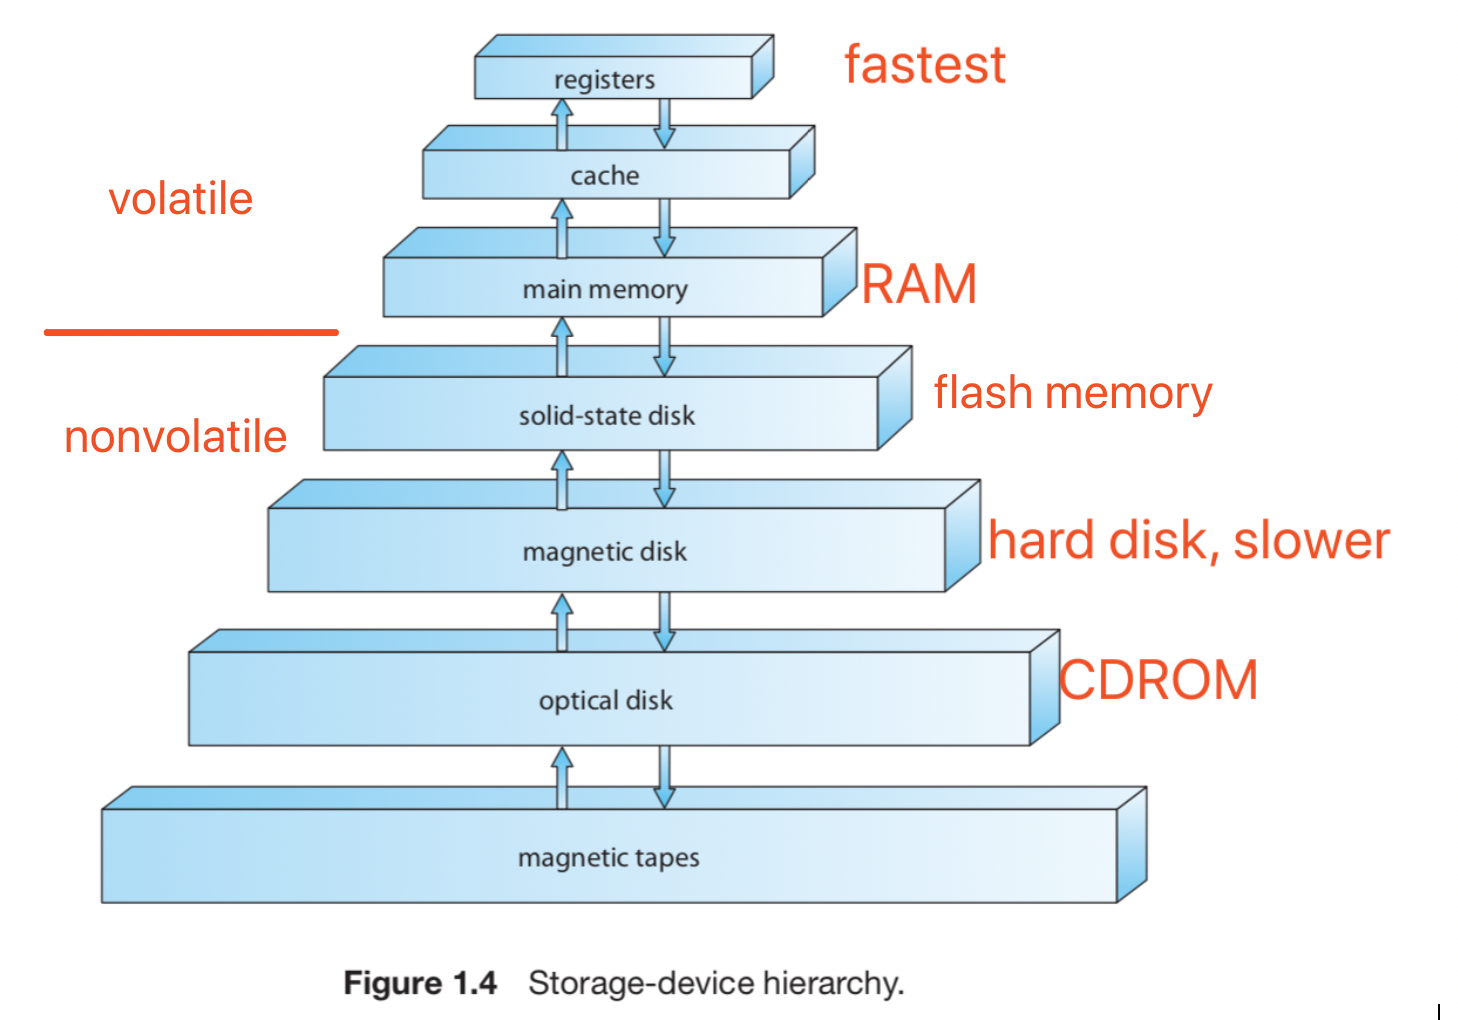 registers
fastest
cache
volatile
main memory
RAM
solid-state disk
flash memory
nonvolatile
magnetic disk
hard disk, slower
optical disk
CDROM
magnetic tapes
Figure 1.4 Storage-device hierarchy.